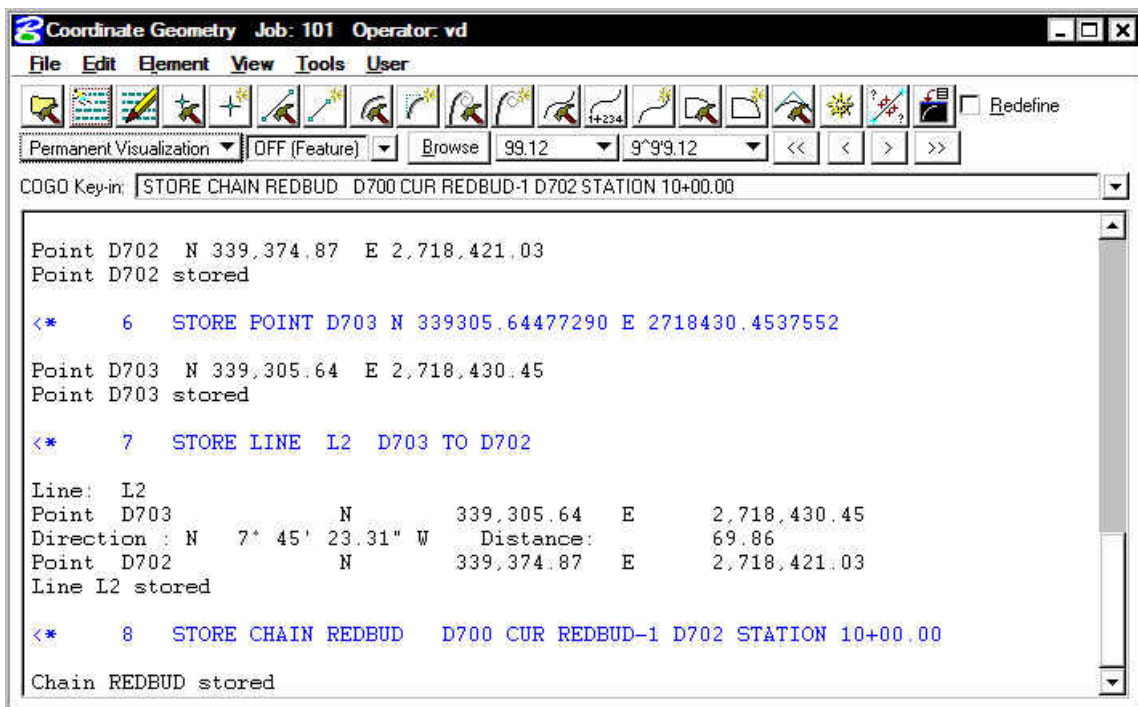 Coordinate Geometry Job: 101 Operator: vd
File Edit Element View Tools User
1+234
Redefine
Permanent Visualization OFF (Feature) Browse 99.12 9^9'9.12 << < > >>
COGO Key-in: STORE CHAIN REDBUD D700 CUR REDBUD-1 D702 STATION 10+00.00
Point D702 N 339,374.87 E 2,718,421.03
Point D702 stored
<* 6 STORE POINT D703 N 339305.64477290 E 2718430.4537552
Point D703 N 339,305.64 E 2,718,430.45
Point D703 stored
<* 7 STORE LINE L2 D703 TO D702
Line: L2
Point D703 N 339,305.64 E 2,718,430.45
Direction : N 7° 45' 23.31" W Distance: 69.86
Point D702 N 339,374.87 E 2,718,421.03
Line L2 stored
<* 8 STORE CHAIN REDBUD D700 CUR REDBUD-1 D702 STATION 10+00.00
Chain REDBUD stored